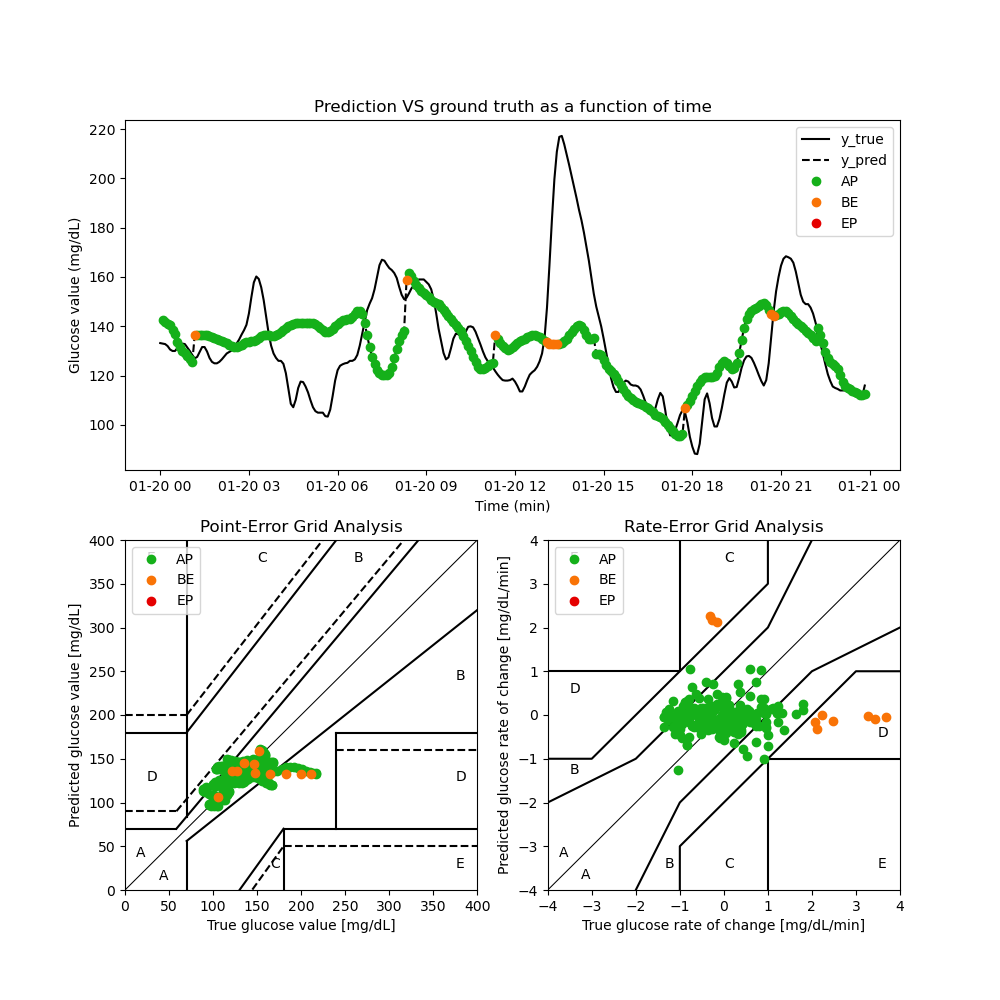 Prediction VS ground truth as a function of time
Glucose value (mg/dL)
220
200
180
160
140
120
100
y_true
y_pred
AP
BE
EP
01-20 00 01-20 03 01-20 06 01-20 09 01-20 12 01-20 15 01-20 18 01-20 21 01-21 00
Time (min)
Point-Error Grid Analysis
Predicted glucose value [mg/dL]
400
350
300
250
200
150
100
50
0
AP
BE
EP
C B
B
D D
A
A
C E
0 50 100 150 200 250 300 350 400
True glucose value [mg/dL]
Rate-Error Grid Analysis
Predicted glucose rate of change [mg/dL/min]
4
3
2
1
0
−1
−2
−3
−4
AP
BE
EP
C
D
D
B
A
A
B C E
−4 −3 −2 −1 0 1 2 3 4
True glucose rate of change [mg/dL/min]